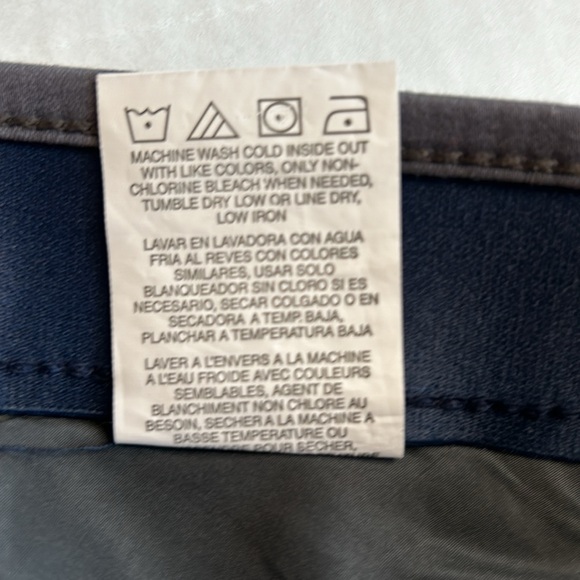 MACHINE WASH COLD INSIDE OUT
WITH LIKE COLORS, ONLY NON-
CHLORINE BLEACH WHEN NEEDED,
TUMBLE DRY LOW OR LINE DRY,
LOW IRON
LAVAR EN LAVADORA CON AGUA
FRIA AL REVES CON COLORES
SIMILARES, USAR SOLO
BLANQUEADOR SIN CLORO SI ES
NECESARIO, SECAR COLGADO O EN
SECADORA A TEMP. BAJA,
PLANCHAR A TEMPERATURA BAJA
LAVER A L'ENVERS A LA MACHINE
A L'EAU FROIDE AVEC COULEURS
SEMBLABLES, AGENT DE
BLANCHIMENT NON CHLORE AU
BESOIN, SECHER A LA MACHINE A
BASSE TEMPERATURE OU
POUR SECHER,